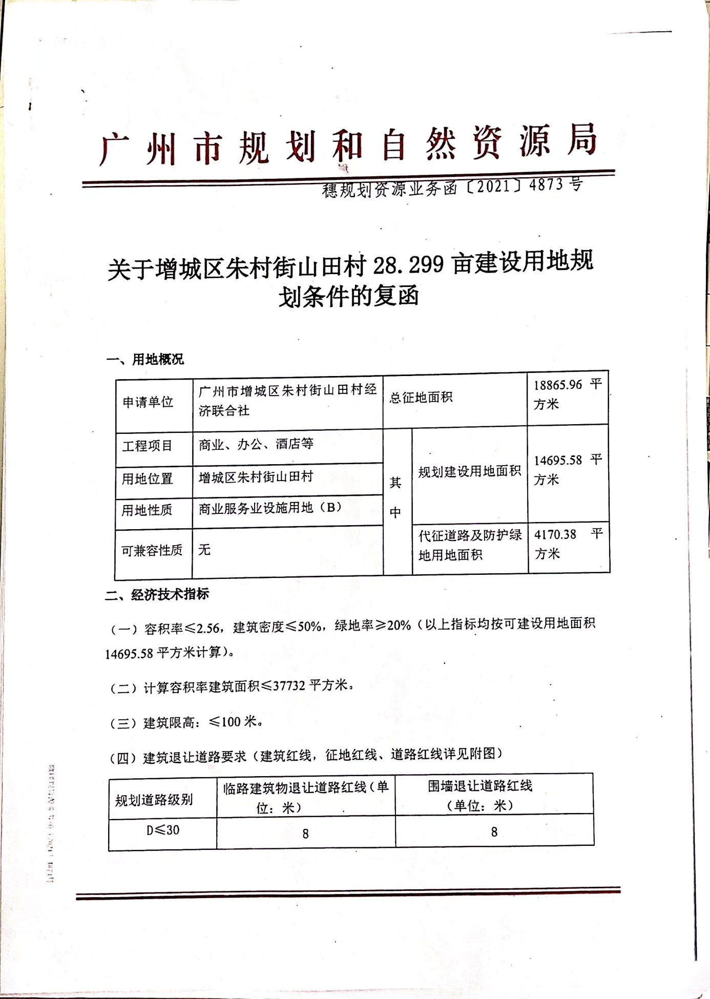 广州市规划和自然资源局
穗规划资源业务函〔2021〕4873号
关于增城区朱村街山田村28.299亩建设用地规
划条件的复函
一、用地概况
申请单位
广州市增城区朱村街山田村经
济联合社
总征地面积
18865.96 平
方米
工程项目
商业、办公、酒店等
其
中
规划建设用地面积
14695.58 平
方米
用地位置
增城区朱村街山田村
用地性质
商业服务业设施用地（B）
可兼容性质
无
代征道路及防护绿
地用地面积
4170.38 平
方米
二、经济技术指标
（一）容积率≤2.56，建筑密度≤50%，绿地率≥20%（以上指标均按可建设用地面积
14695.58 平方米计算）。
（二）计算容积率建筑面积≤37732 平方米。
（三）建筑限高：≤100 米。
（四）建筑退让道路要求（建筑红线，征地红线、道路红线详见附图）
规划道路级别
临路建筑物退让道路红线（单
位：米）
围墙退让道路红线
（单位：米）
D≤30
8
8